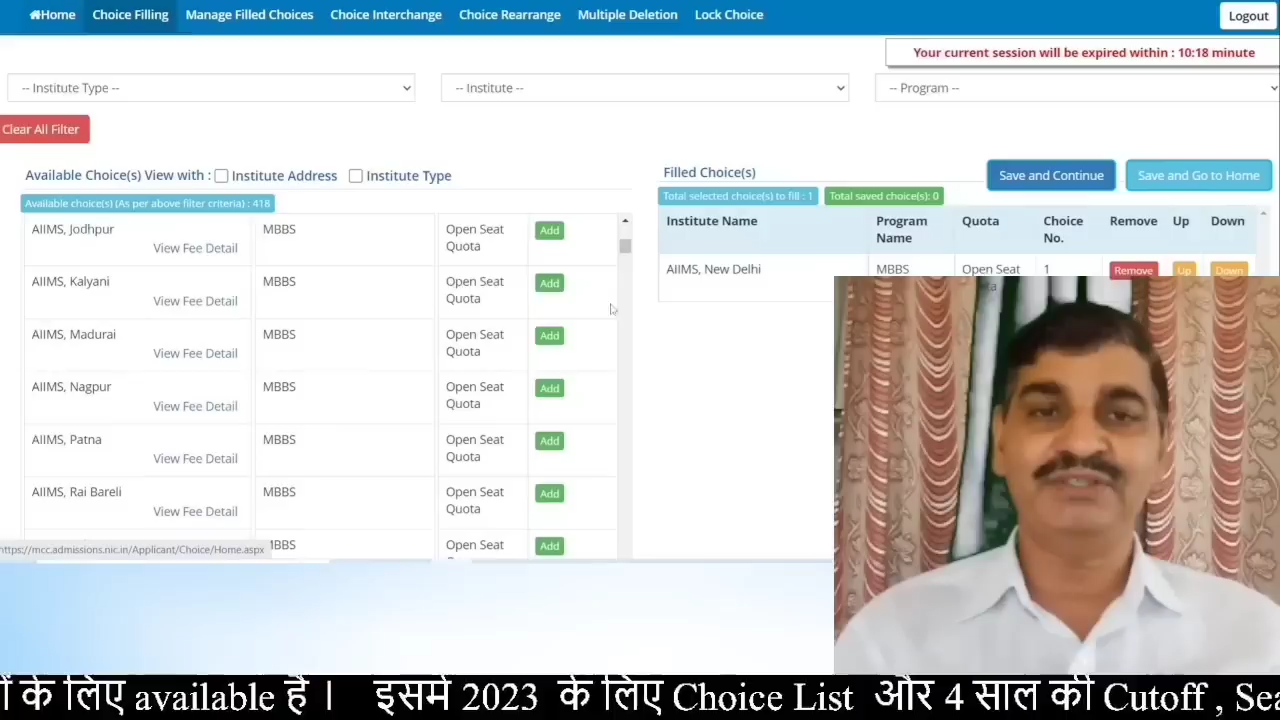 Home Choice Filling Manage Filled Choices Choice Interchange Choice Rearrange Multiple Deletion Lock Choice Logout
Your current session will be expired within : 10:18 minute
-- Institute Type -- -- Institute -- -- Program --
Clear All Filter
Available Choice(s) View with : Institute Address Institute Type
Available choice(s) (As per above filter criteria) : 418
AIIMS, Jodhpur MBBS Open Seat Quota Add
View Fee Detail
AIIMS, Kalyani MBBS Open Seat Quota Add
View Fee Detail
AIIMS, Madurai MBBS Open Seat Quota Add
View Fee Detail
AIIMS, Nagpur MBBS Open Seat Quota Add
View Fee Detail
AIIMS, Patna MBBS Open Seat Quota Add
View Fee Detail
AIIMS, Rai Bareli MBBS Open Seat Quota Add
View Fee Detail
BBS Open Seat Add
https://mcc.admissions.nic.in/Applicant/Choice/Home.aspx
Filled Choice(s) Save and Continue Save and Go to Home
Total selected choice(s) to fill : 1 Total saved choice(s): 0
Institute Name Program Name Quota Choice No. Remove Up Down
AIIMS, New Delhi MBBS Open Seat 1 Remove Up Down
के लिए available है । इसमें 2023 के लिए Choice List और 4 साल की Cutoff , Sea